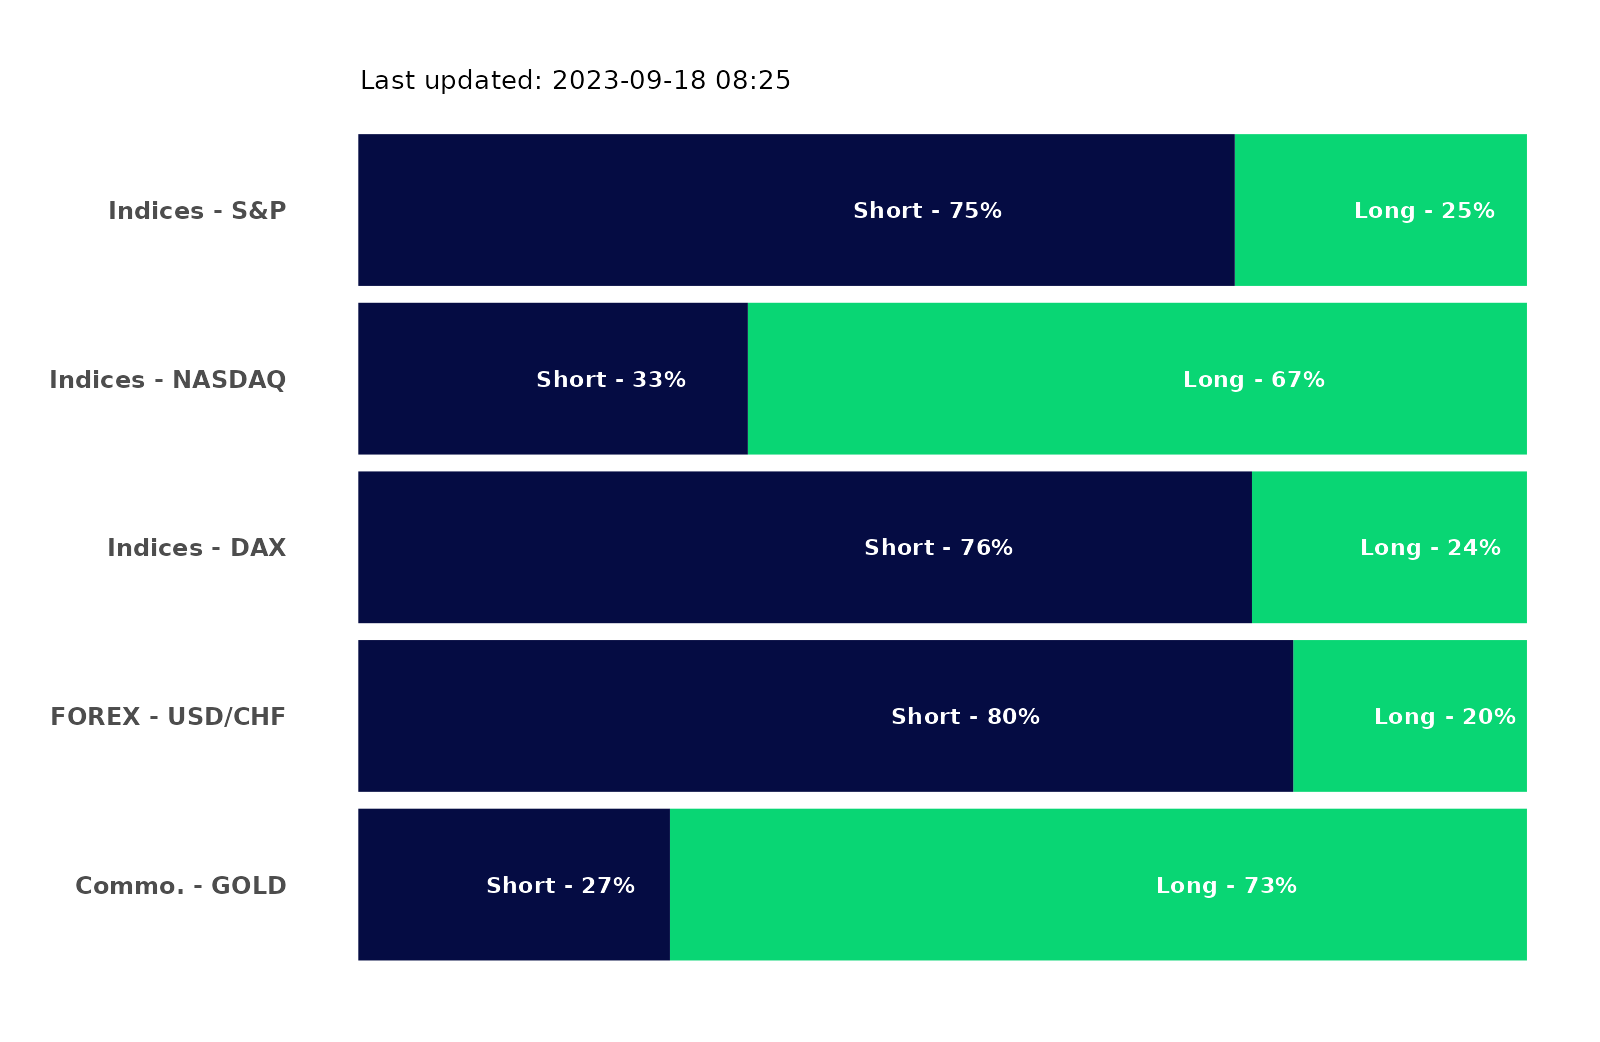 Last updated: 2023-09-18 08:25
Indices - S&P Short - 75% Long - 25%
Indices - NASDAQ Short - 33% Long - 67%
Indices - DAX Short - 76% Long - 24%
FOREX - USD/CHF Short - 80% Long - 20%
Commo. - GOLD Short - 27% Long - 73%